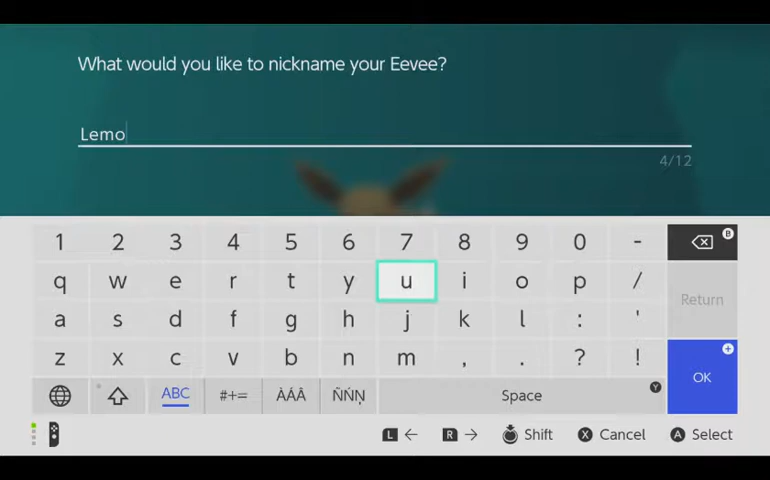 What would you like to nickname your Eevee?
Lemo
4/12
1 2 3 4 5 6 7 8 9 0 - B
q w e r t y u i o p / Return
a s d f g h j k l : '
z x c v b n m , . ? ! + OK
ABC #+= ÀÁÂ ÑŃŅ Space Y
L ← R → Shift X Cancel A Select